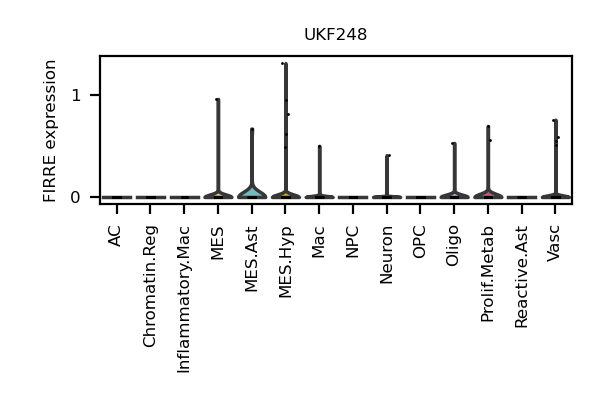 UKF248
FIRRE expression
1
0
AC
Chromatin.Reg
Inflammatory.Mac
MES
MES.Ast
MES.Hyp
Mac
NPC
Neuron
OPC
Oligo
Prolif.Metab
Reactive.Ast
Vasc